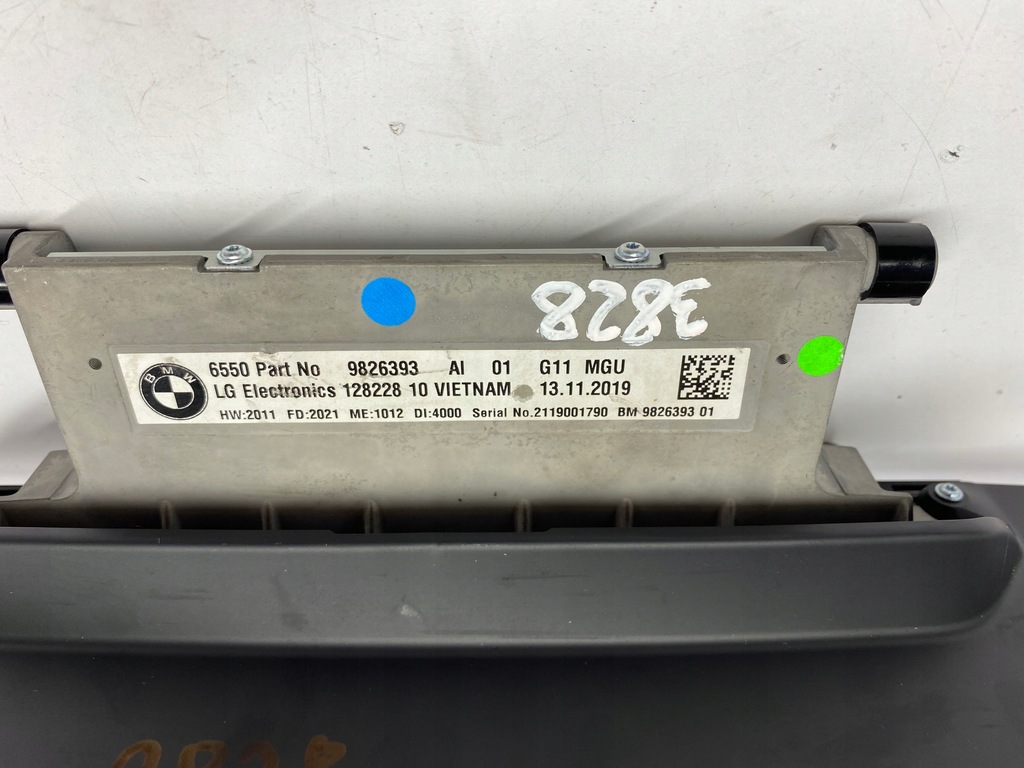 3828
BMW
6550 Part No 9826393 AI 01 G11 MGU
LG Electronics 128228 10 VIETNAM 13.11.2019
HW:2011 FD:2021 ME:1012 DI:4000 Serial No.2119001790 BM 9826393 01